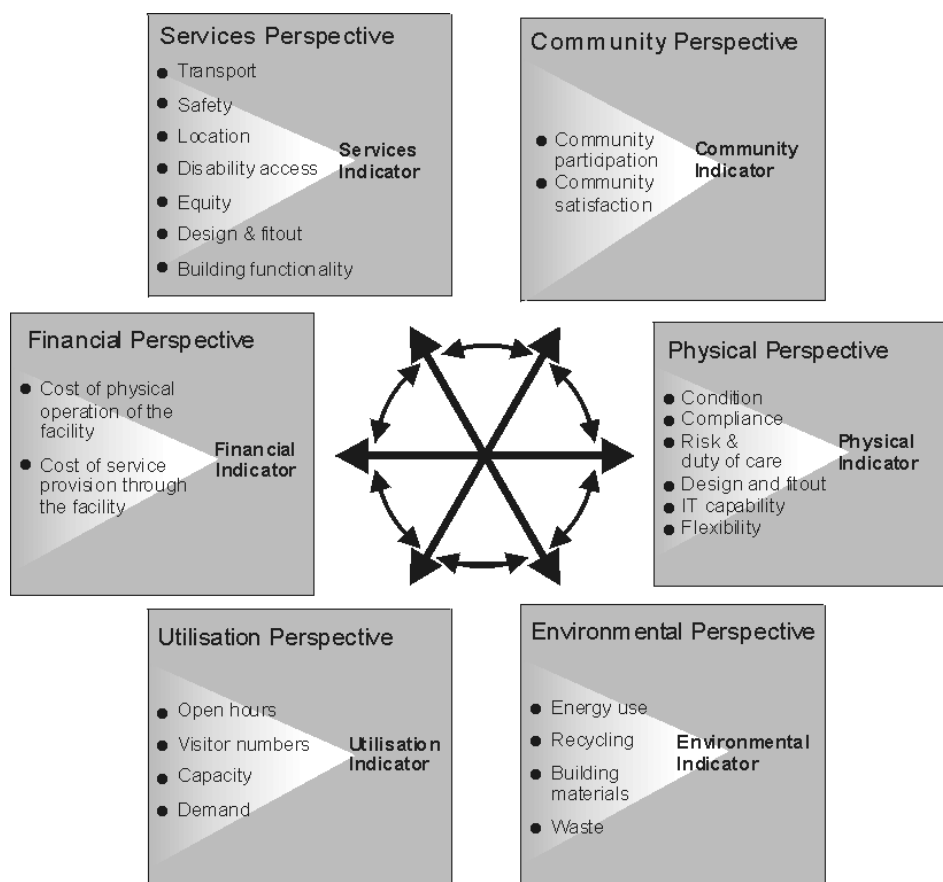 Services Perspective
Transport
Safety
Location
Disability access
Equity
Design & fitout
Building functionality
Services
Indicator
Community Perspective
Community
participation
Community
satisfaction
Community
Indicator
Financial Perspective
Cost of physical
operation of the
facility
Cost of service
provision through
the facility
Financial
Indicator
Physical Perspective
Condition
Compliance
Risk &
duty of care
Design and fitout
IT capability
Flexibility
Physical
Indicator
Utilisation Perspective
Open hours
Visitor numbers
Capacity
Demand
Utilisation
Indicator
Environmental Perspective
Energy use
Recycling
Building
materials
Waste
Environmental
Indicator